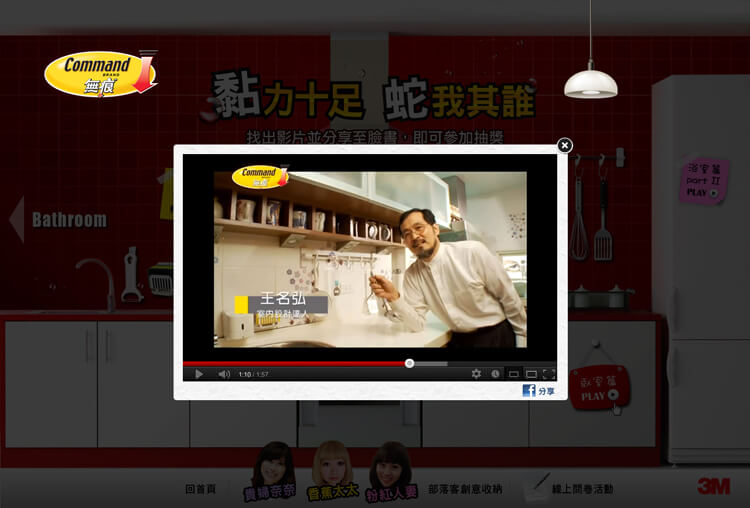 Command
BRAND
無痕
黏力十足 蛇我其誰
找出影片並分享至臉書，即可參加抽獎
Bathroom
浴室篇
part II
PLAY
Command
BRAND
無痕
王名弘
室內設計達人
1:10 / 1:57
分享
臥室篇
PLAY
回首頁
貴婦奈奈
香蕉太太
粉紅人妻
部落客創意收納
線上問卷活動
3M